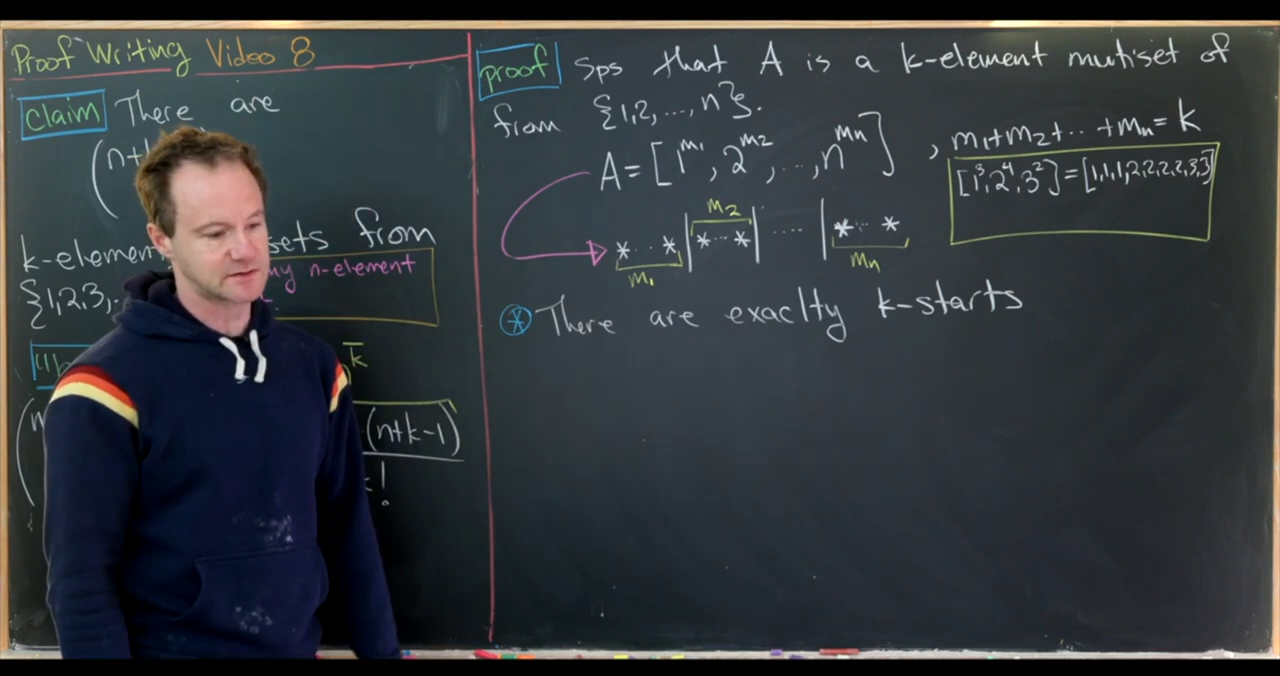 Proof Writing Video 8
claim There are
(n+
k-elemen sets from
{1,2,3, my n-element
k
(n+k-1)
!
proof Sps that A is a k-element mutiset of
from {1,2,...,n}.
A = [1^m1, 2^m2, ..., n^mn] , m1+m2+...+mn = k
[1^3, 2^4, 3^2] = [1,1,1,2,2,2,2,3,3]
m2
*...* | *...* | .... | *...*
m1 mn
* There are exaclty k-starts